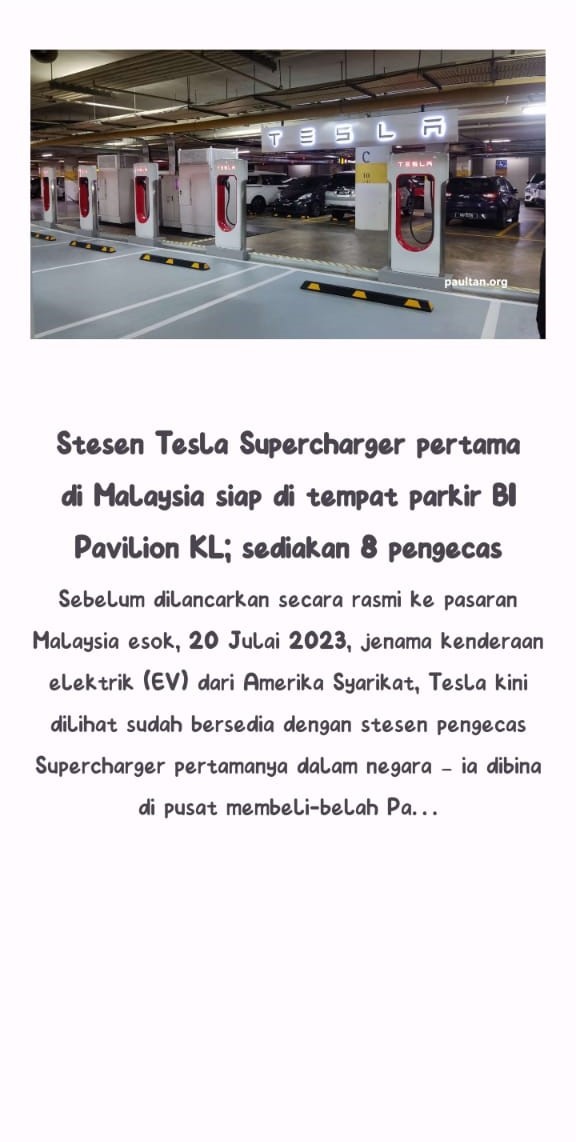 TESLA
C
TESLA
paultan.org
Stesen Tesla Supercharger pertama
di Malaysia siap di tempat parkir B1
Pavilion KL; sediakan 8 pengecas
Sebelum dilancarkan secara rasmi ke pasaran
Malaysia esok, 20 Julai 2023, jenama kenderaan
elektrik (EV) dari Amerika Syarikat, Tesla kini
dilihat sudah bersedia dengan stesen pengecas
Supercharger pertamanya dalam negara – ia dibina
di pusat membeli-belah Pa...